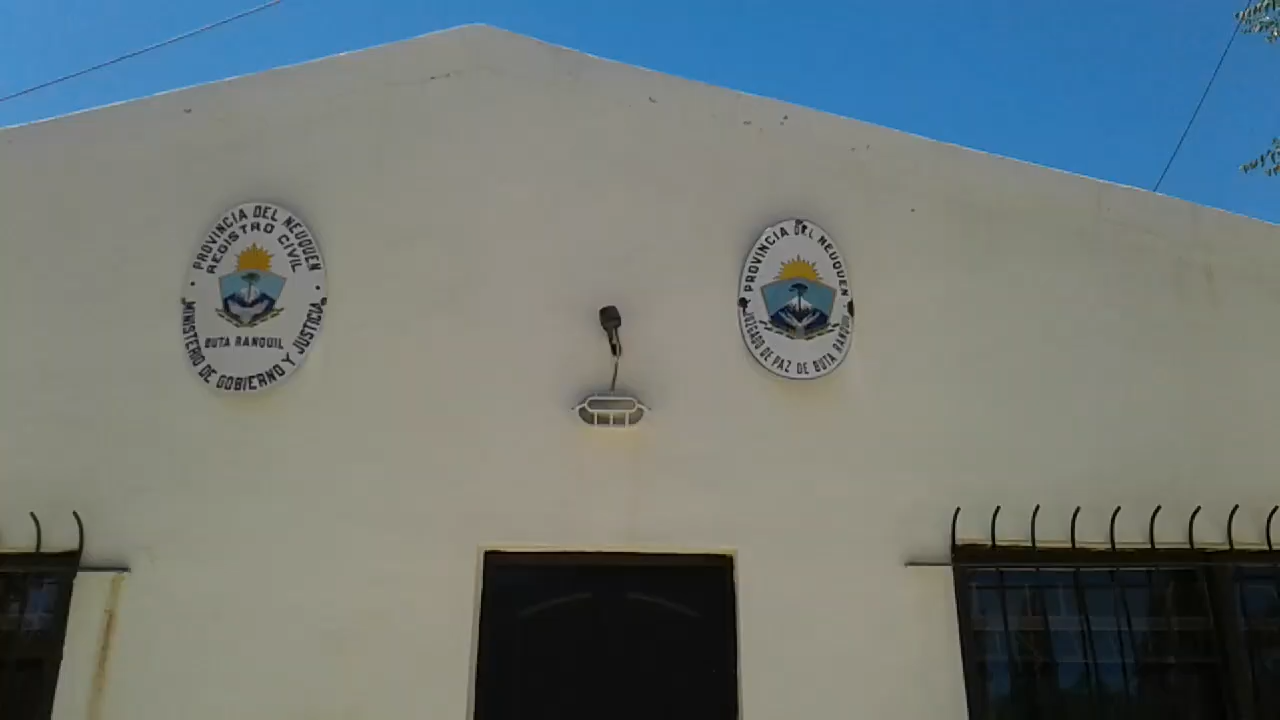 PROVINCIA DEL NEUQUEN
REGISTRO CIVIL
BUTA RANQUIL
MINISTERIO DE GOBIERNO Y JUSTICIA
PROVINCIA DEL NEUQUEN
JUZGADO DE PAZ DE BUTA RANQUIL